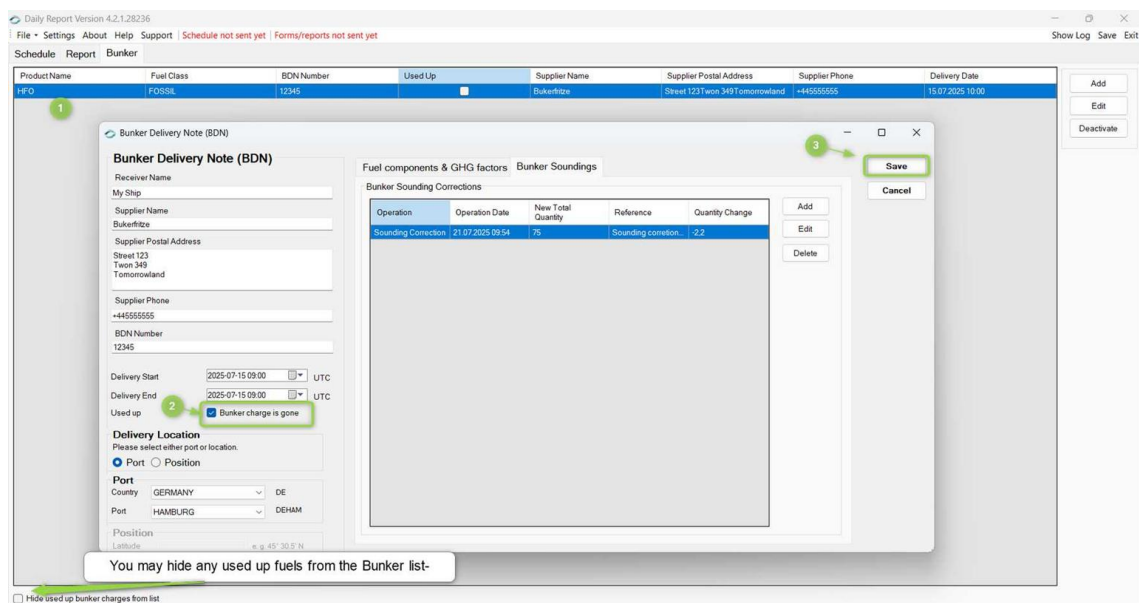 Daily Report Version 4.2.1.28236
File Settings About Help Support Schedule not sent yet Forms/reports not sent yet Show Log Save Exit
Schedule Report Bunker
Product Name Fuel Class BDN Number Used Up Supplier Name Supplier Postal Address Supplier Phone Delivery Date
HFO FOSSIL 12345 Bukerfritze Street 123Twon 349Tomorrowland +445555555 15.07.2025 10:00
Add
Edit
Deactivate
1
Bunker Delivery Note (BDN)
3
Save
Cancel
Bunker Delivery Note (BDN)
Receiver Name
My Ship
Supplier Name
Bukerfritze
Supplier Postal Address
Street 123
Twon 349
Tomorrowland
Supplier Phone
+445555555
BDN Number
12345
Delivery Start 2025-07-15 09:00 UTC
Delivery End 2025-07-15 09:00 UTC
Used up 2 Bunker charge is gone
Delivery Location
Please select either port or location.
Port Position
Port
Country GERMANY DE
Port HAMBURG DEHAM
Position
Latitude e.g. 45° 30.5' N
Fuel components & GHG factors Bunker Soundings
Bunker Sounding Corrections
Operation Operation Date New Total Quantity Reference Quantity Change
Sounding Correction 21.07.2025 09:54 75 Sounding corretion... -2,2
Add
Edit
Delete
You may hide any used up fuels from the Bunker list-
Hide used up bunker charges from list